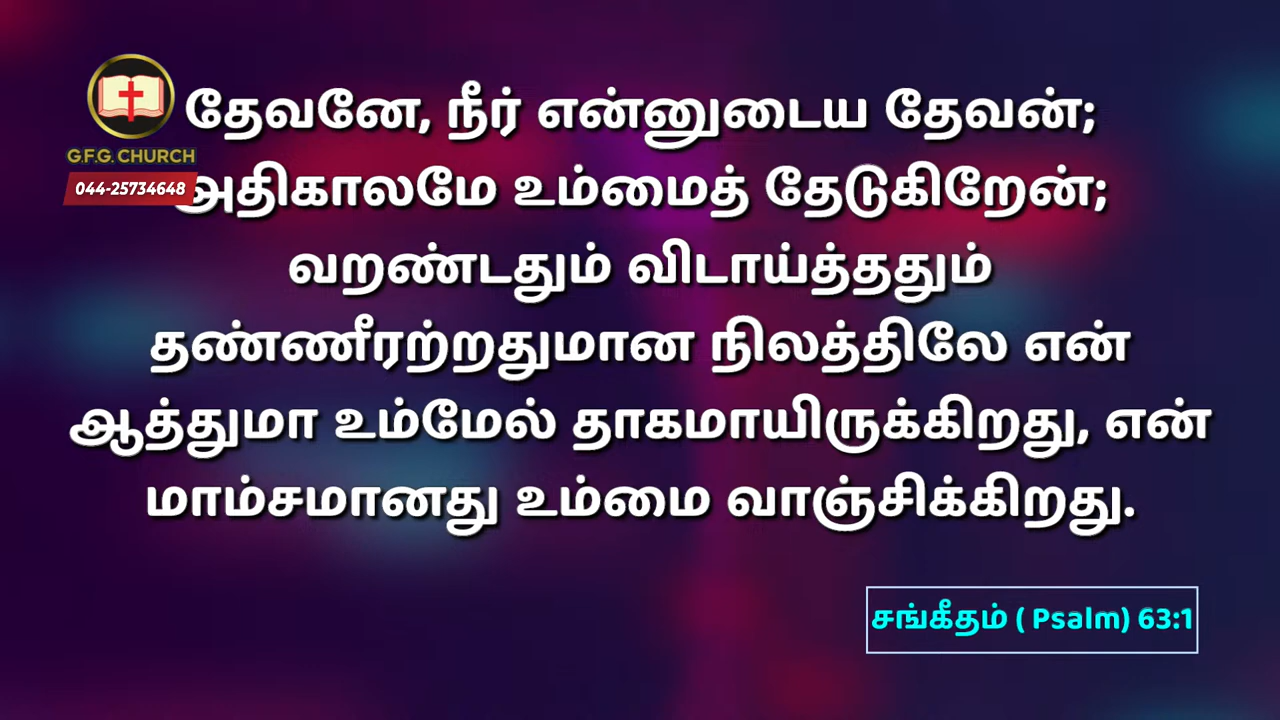 தேவனே, நீர் என்னுடைய தேவன்;
G.F.G. CHURCH
044-25734648
அதிகாலமே உம்மைத் தேடுகிறேன்;
வறண்டதும் விடாய்த்ததும்
தண்ணீரற்றதுமான நிலத்திலே என்
ஆத்துமா உம்மேல் தாகமாயிருக்கிறது, என்
மாம்சமானது உம்மை வாஞ்சிக்கிறது.
சங்கீதம் ( Psalm) 63:1